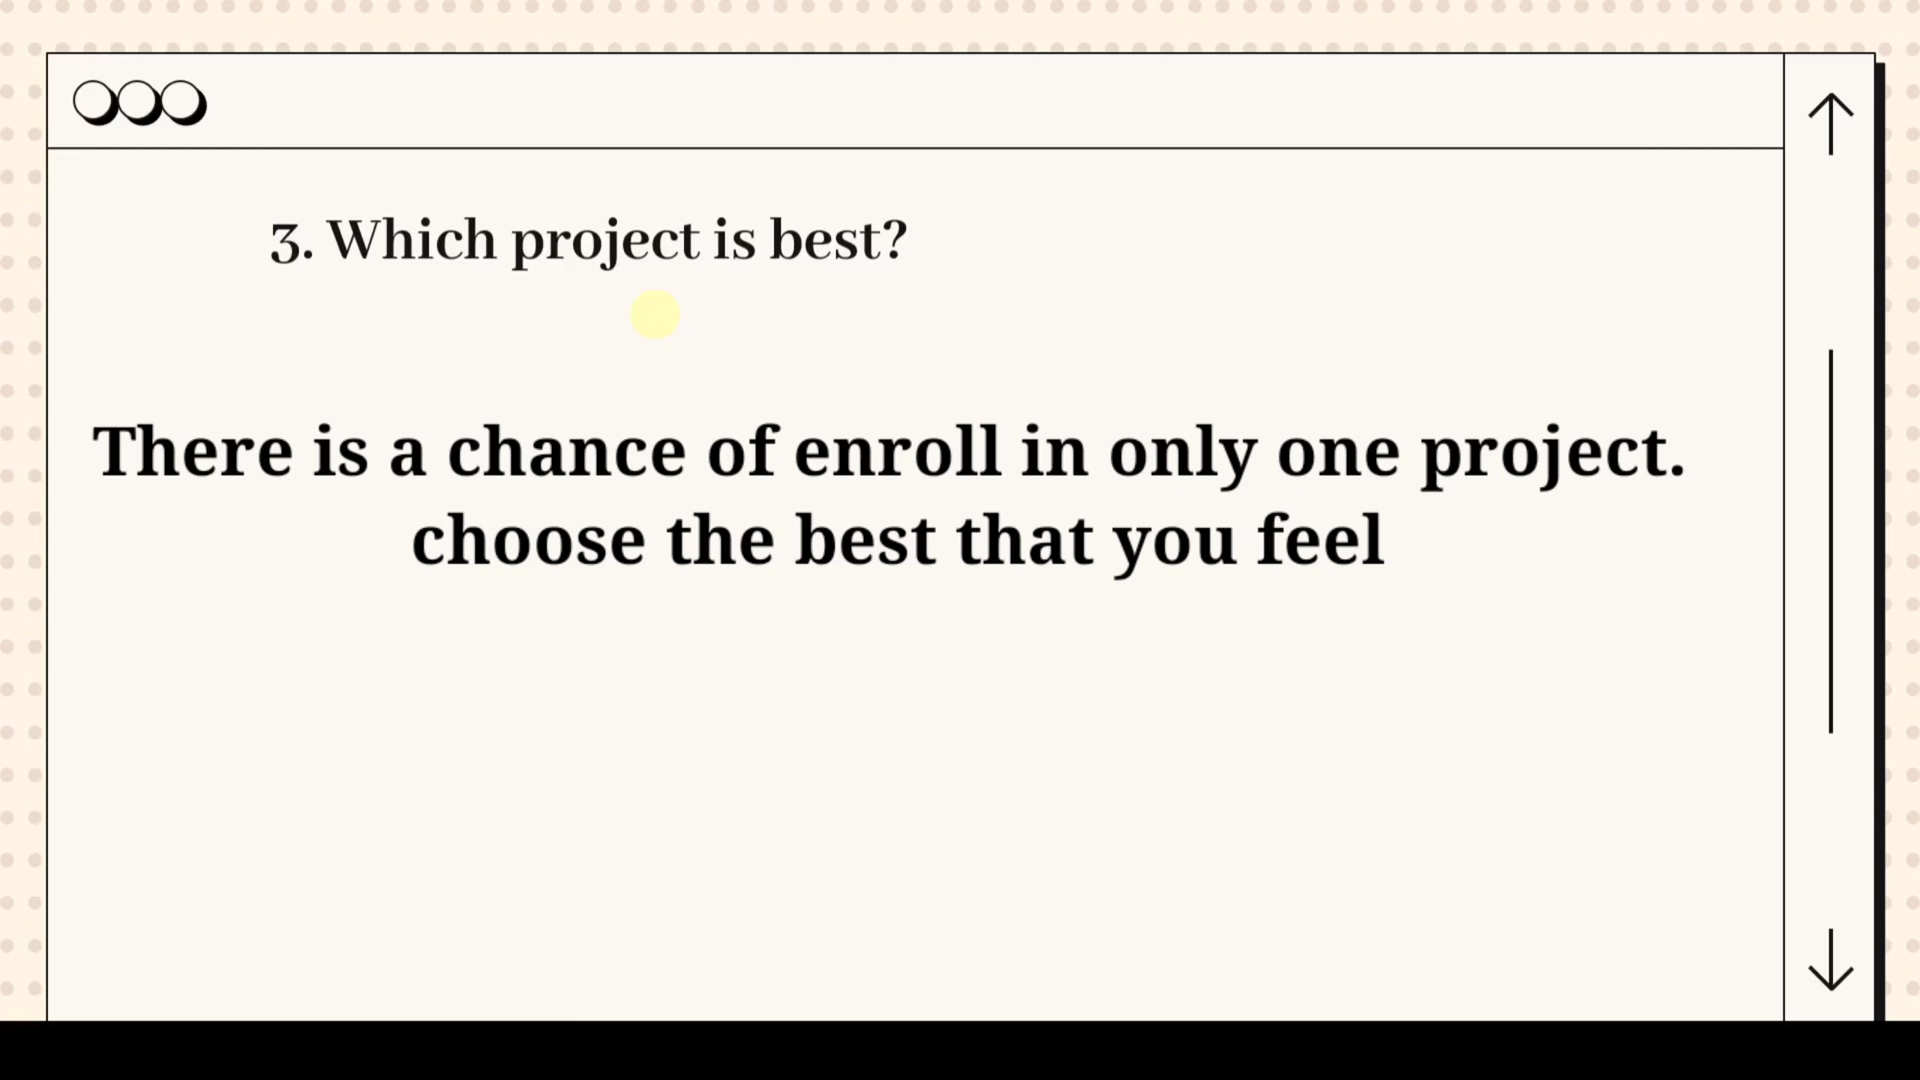 3. Which project is best?
There is a chance of enroll in only one project.
choose the best that you feel